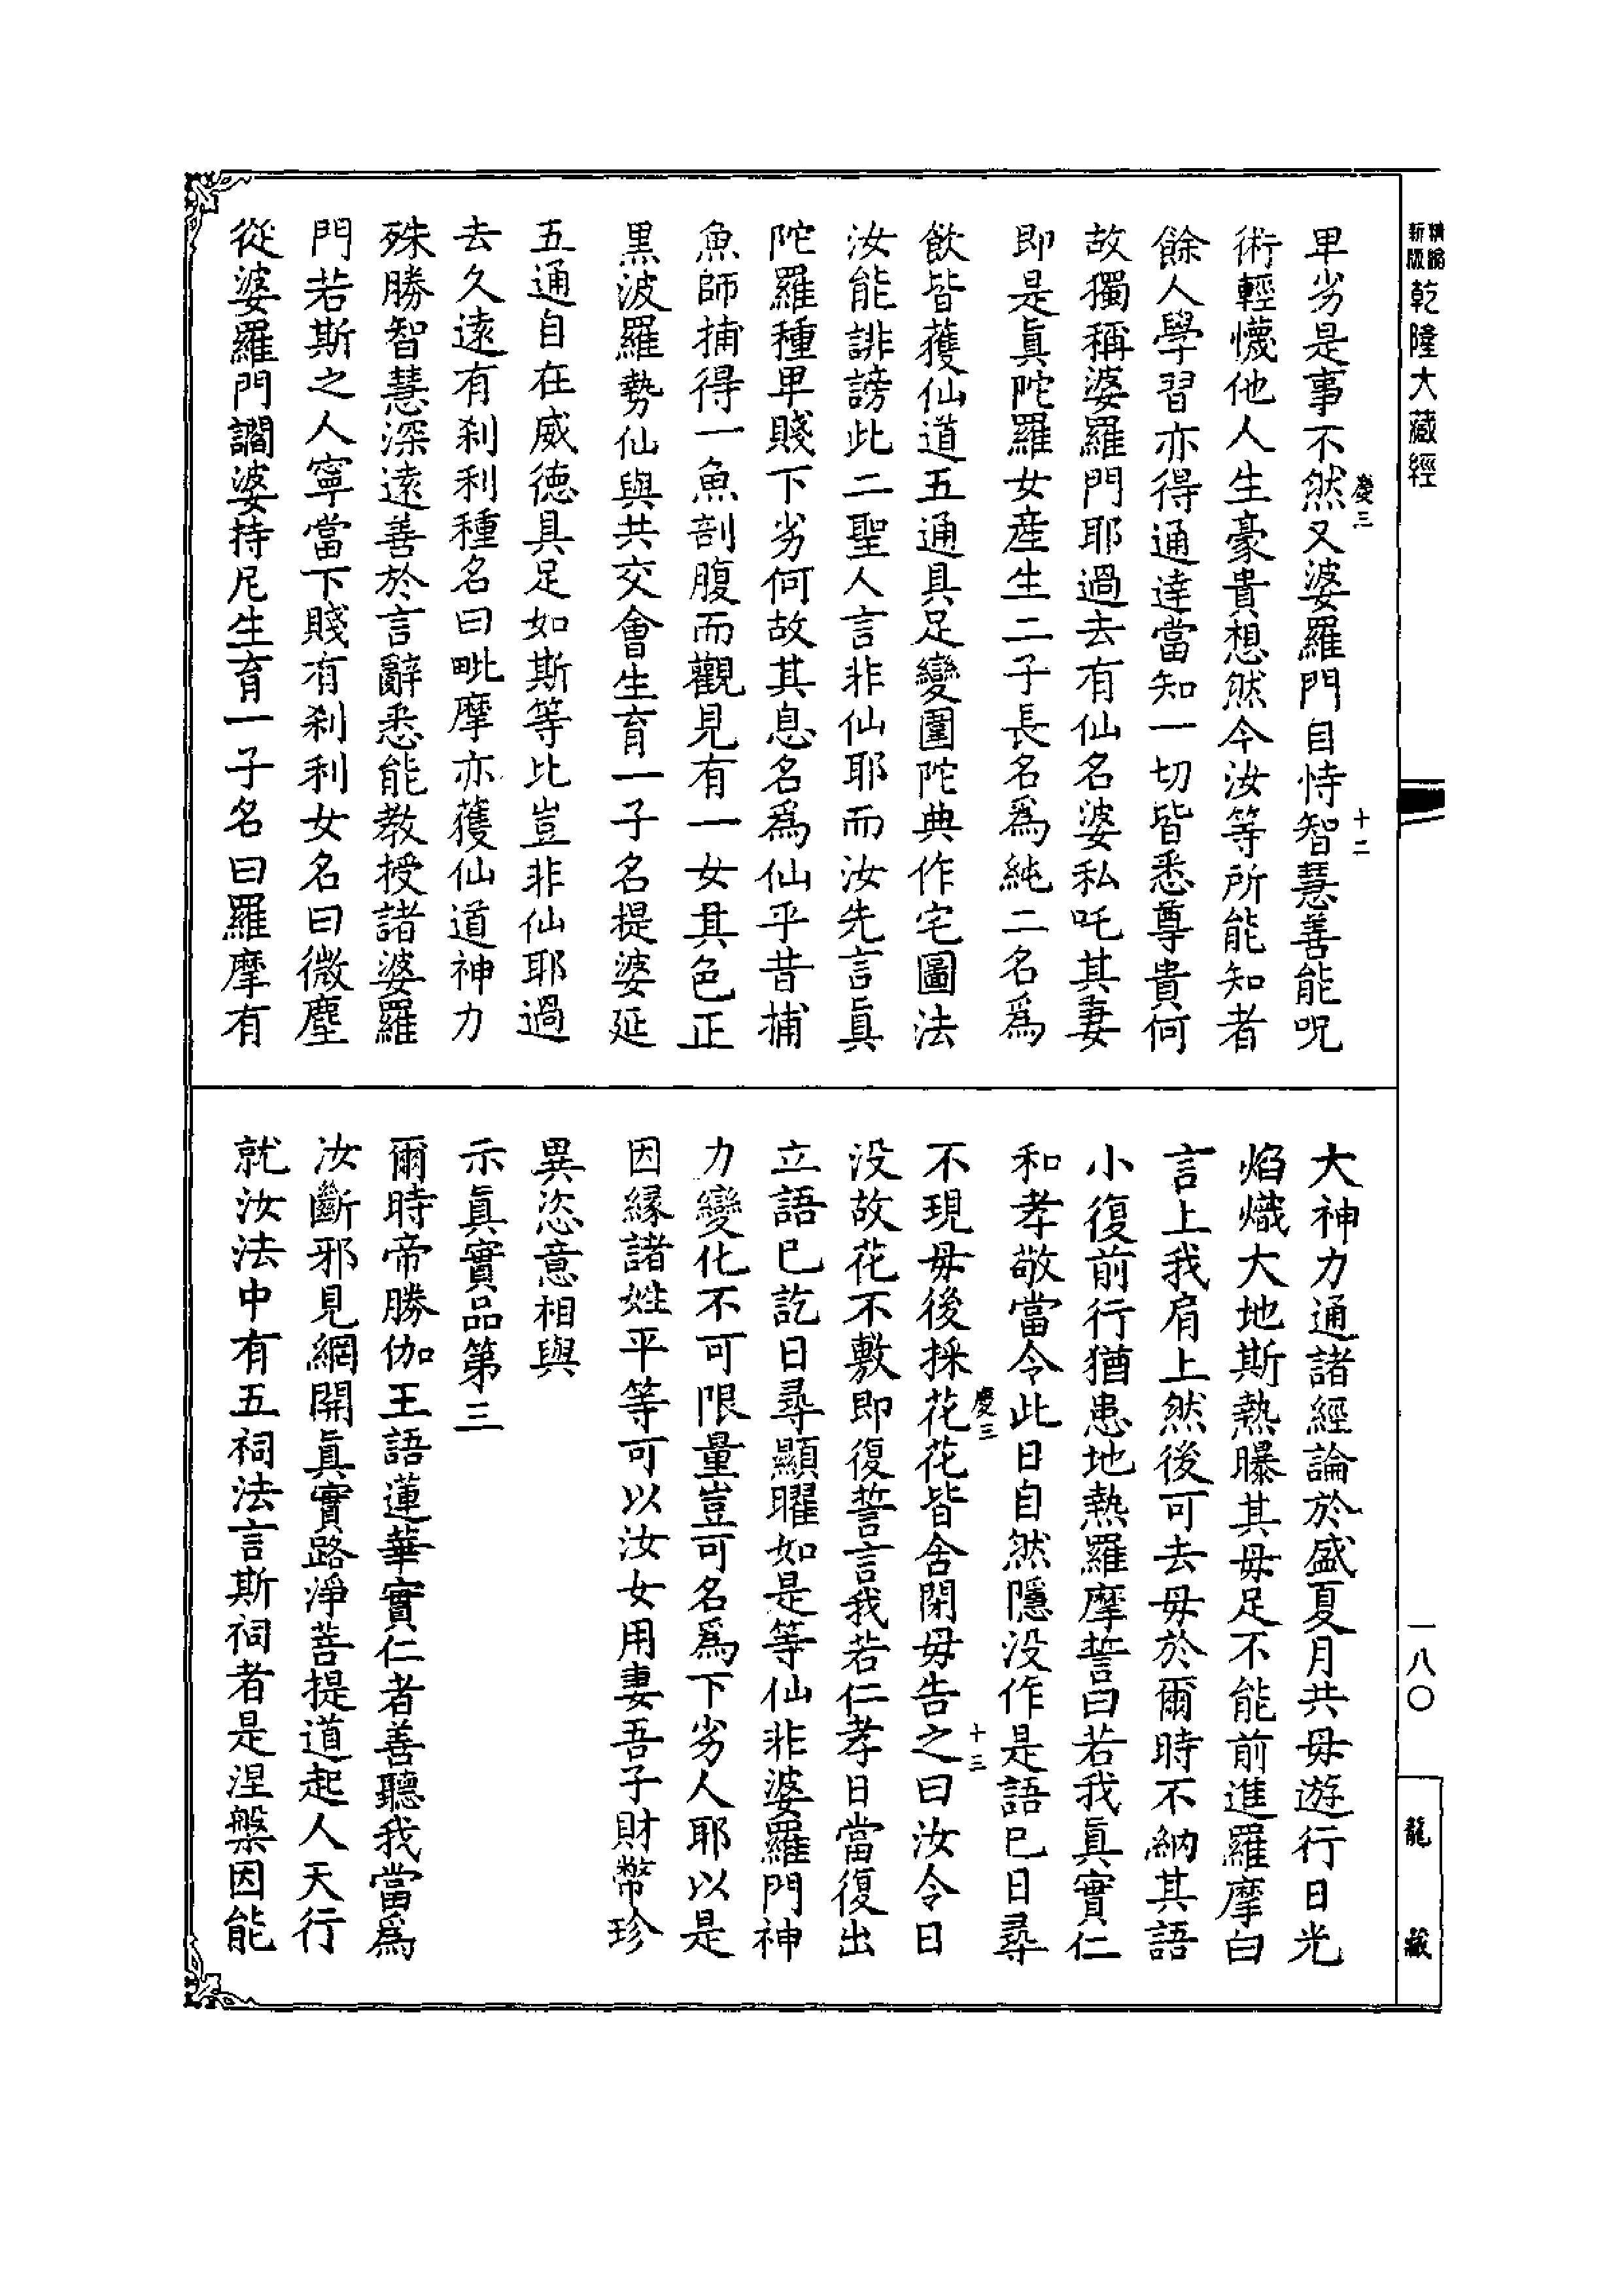 精縮
新版
乾隆大藏經
卑劣是事不然又婆羅門自恃智慧善能呪
慶三
十二
術輕懱他人生豪貴想然今汝等所能知者
餘人學習亦得通達當知一切皆悉尊貴何
故獨稱婆羅門耶過去有仙名婆私吒其妻
即是眞陀羅女產生二子長名爲純二名爲
飲皆獲仙道五通具足變圍陀典作宅圖法
汝能誹謗此二聖人言非仙耶而汝先言眞
陀羅種卑賤下劣何故其息名爲仙乎昔捕
魚師捕得一魚剖腹而觀見有一女其色正
黑波羅勢仙與共交會生育一子名提婆延
五通自在威德具足如斯等比豈非仙耶過
去久遠有刹利種名曰毗摩亦獲仙道神力
殊勝智慧深遠善於言辭悉能教授諸婆羅
門若斯之人寧當下賤有刹利女名曰微塵
從婆羅門讇婆持尼生育一子名曰羅摩有
大神力通諸經論於盛夏月共母遊行日光
焰熾大地斯熱曝其母足不能前進羅摩白
言上我肩上然後可去母於爾時不納其語
小復前行猶患地熱羅摩誓曰若我眞實仁
和孝敬當令此日自然隱没作是語已日尋
不現母後採花花皆舍閉母告之曰汝令日
慶三
十三
没故花不敷即復誓言我若仁孝日當復出
立語已訖日尋顯曜如是等仙非婆羅門神
力變化不可限量豈可名爲下劣人耶以是
因緣諸姓平等可以汝女用妻吾子財幣珍
異恣意相與
示眞實品第三
爾時帝勝伽王語蓮華實仁者善聽我當爲
汝斷邪見網開眞實路淨菩提道起人天行
就汝法中有五祠法言斯祠者是涅槃因能
一八〇
龍
藏